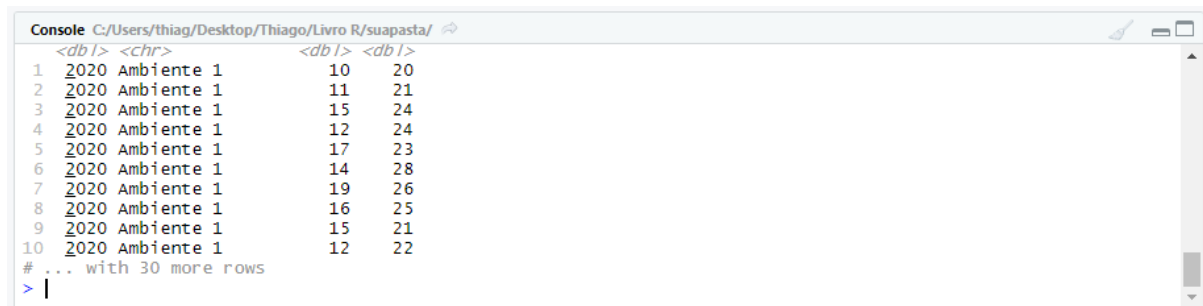 Console C:/Users/thiag/Desktop/Thiago/Livro R/suapasta/
<dbl> <chr> <dbl> <dbl>
1 2020 Ambiente 1 10 20
2 2020 Ambiente 1 11 21
3 2020 Ambiente 1 15 24
4 2020 Ambiente 1 12 24
5 2020 Ambiente 1 17 23
6 2020 Ambiente 1 14 28
7 2020 Ambiente 1 19 26
8 2020 Ambiente 1 16 25
9 2020 Ambiente 1 15 21
10 2020 Ambiente 1 12 22
# ... with 30 more rows
>